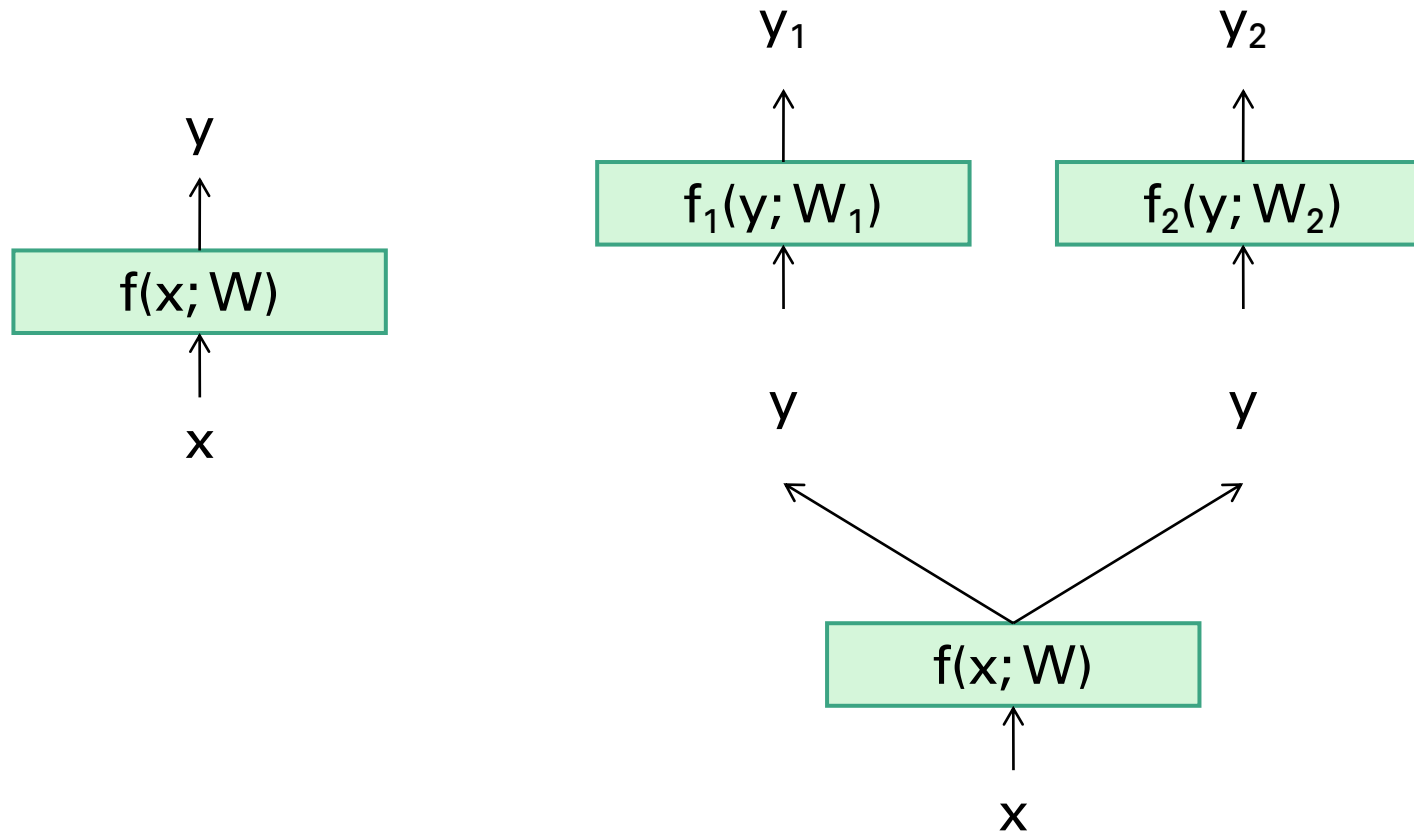 y
f(x; W)
x
y₁
y₂
f₁(y; W₁)
f₂(y; W₂)
y
y
f(x; W)
x